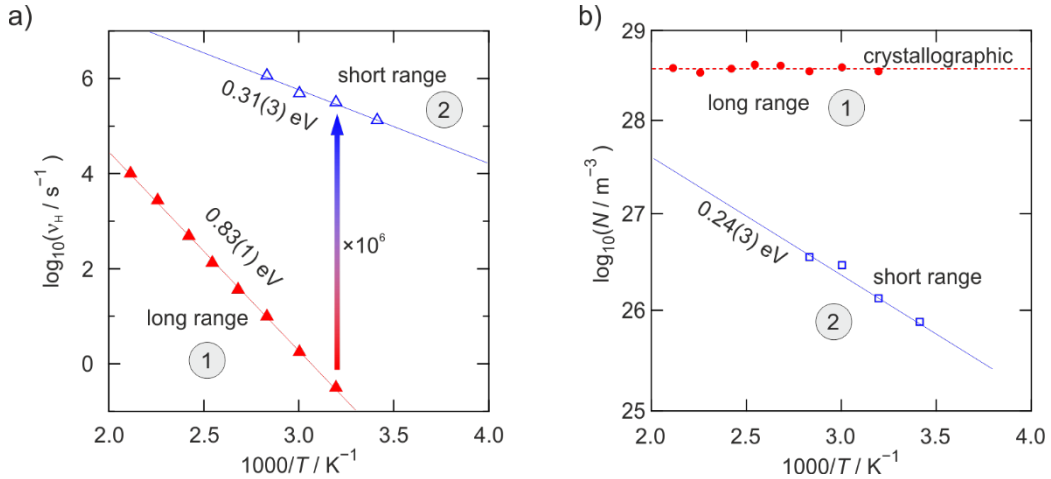 a)
log₁₀(νH / s⁻¹)
6
4
2
0
2.0 2.5 3.0 3.5 4.0
1000/T / K⁻¹
short range
2
0.31(3) eV
×10⁶
0.83(1) eV
long range
1
b)
log₁₀(N / m⁻³)
29
28
27
26
25
2.0 2.5 3.0 3.5 4.0
1000/T / K⁻¹
crystallographic
long range
1
0.24(3) eV
short range
2